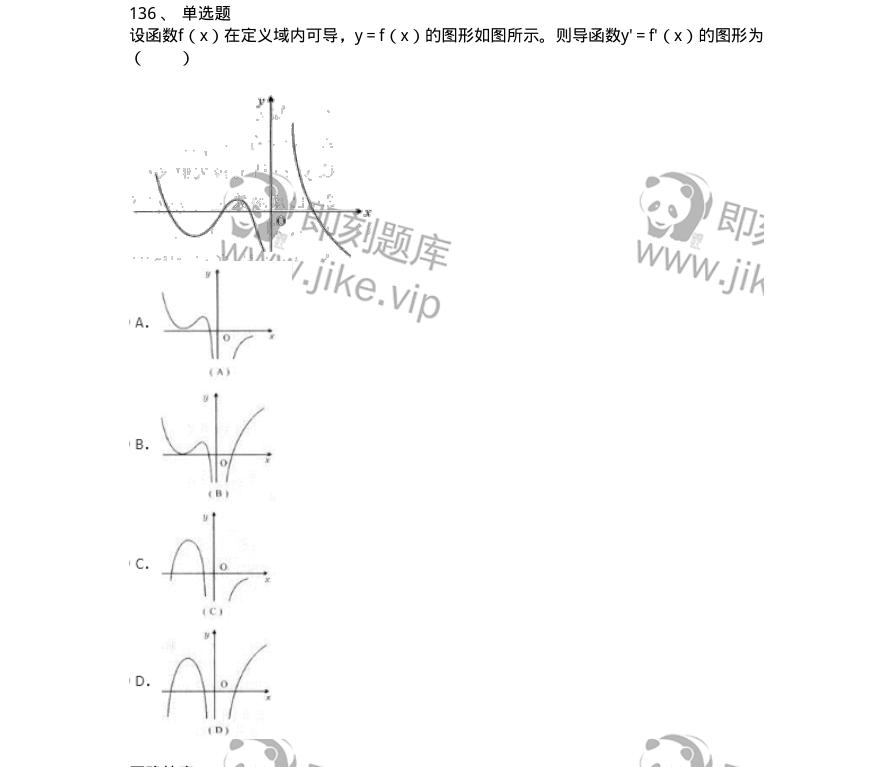 136 、 单选题
设函数f ( x ) 在定义域内可导，y = f ( x ) 的图形如图所示。则导函数y' = f' ( x ) 的图形为
(　　)
y
x
O
即刻题库
即刻
www.jike.vip
www.jik
y
A.
O
x
( A )
y
B.
O
x
( B )
y
C.
O
x
( C )
y
D.
O
x
( D )